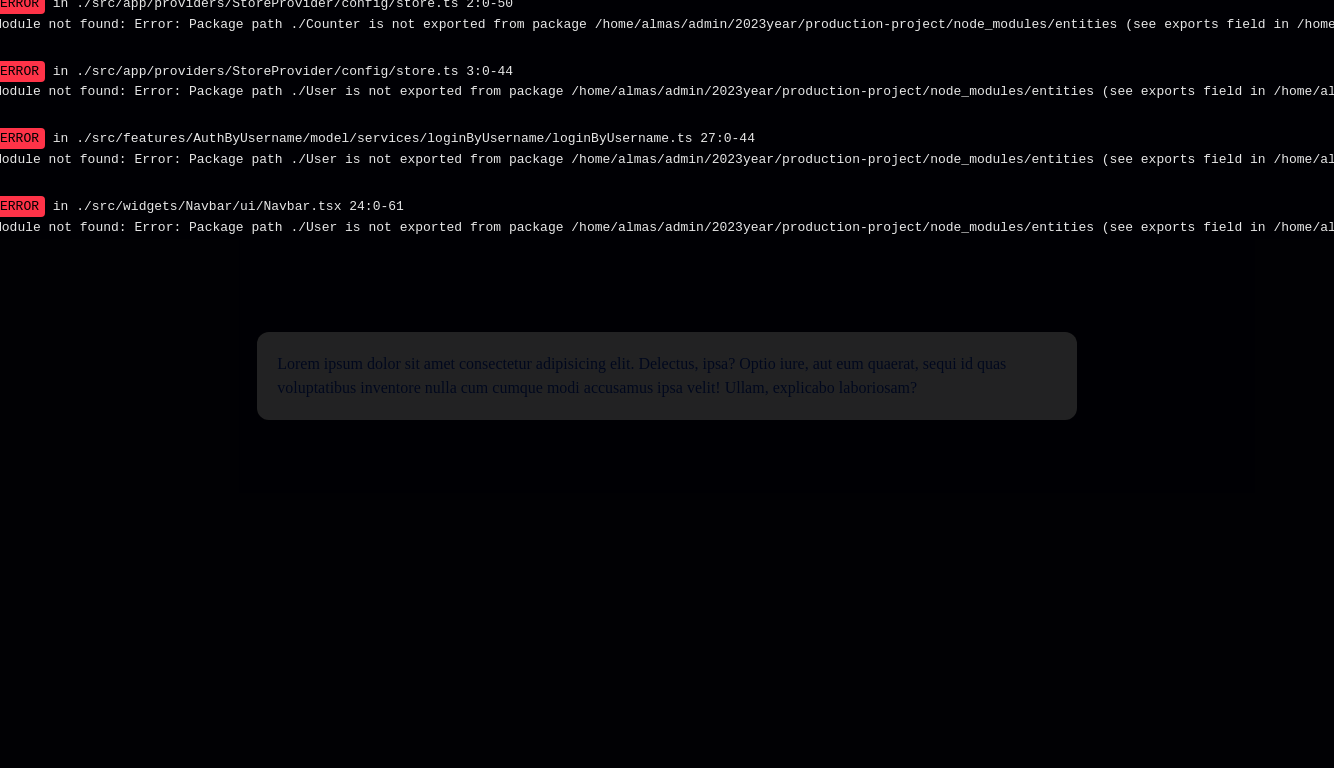 ERROR in ./src/app/providers/StoreProvider/config/store.ts 2:0-50
Module not found: Error: Package path ./Counter is not exported from package /home/almas/admin/2023year/production-project/node_modules/entities (see exports field in /home
ERROR in ./src/app/providers/StoreProvider/config/store.ts 3:0-44
Module not found: Error: Package path ./User is not exported from package /home/almas/admin/2023year/production-project/node_modules/entities (see exports field in /home/al
ERROR in ./src/features/AuthByUsername/model/services/loginByUsername/loginByUsername.ts 27:0-44
Module not found: Error: Package path ./User is not exported from package /home/almas/admin/2023year/production-project/node_modules/entities (see exports field in /home/al
ERROR in ./src/widgets/Navbar/ui/Navbar.tsx 24:0-61
Module not found: Error: Package path ./User is not exported from package /home/almas/admin/2023year/production-project/node_modules/entities (see exports field in /home/al
Lorem ipsum dolor sit amet consectetur adipisicing elit. Delectus, ipsa? Optio iure, aut eum quaerat, sequi id quas
voluptatibus inventore nulla cum cumque modi accusamus ipsa velit! Ullam, explicabo laboriosam?